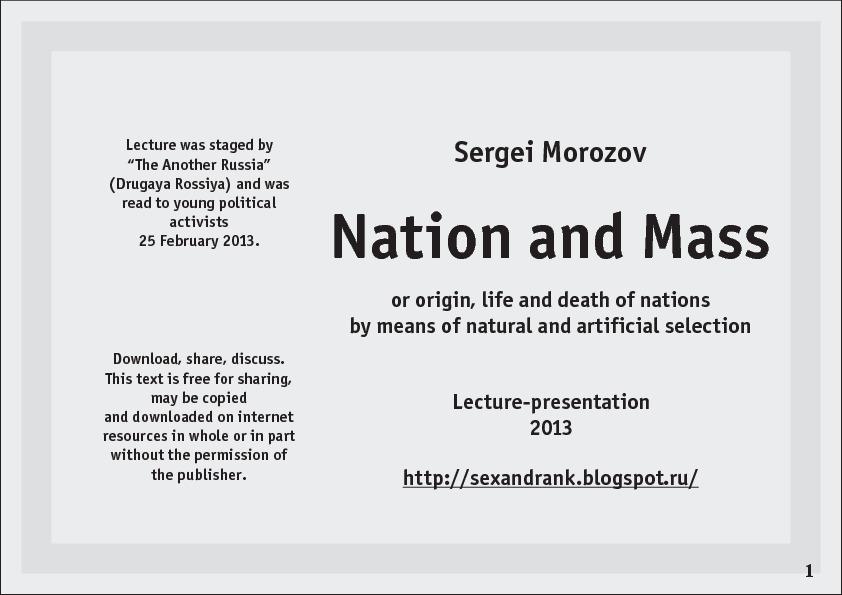 Lecture was staged by
“The Another Russia”
(Drugaya Rossiya) and was
read to young political
activists
25 February 2013.
Download, share, discuss.
This text is free for sharing,
may be copied
and downloaded on internet
resources in whole or in part
without the permission of
the publisher.
Sergei Morozov
Nation and Mass
or origin, life and death of nations
by means of natural and artificial selection
Lecture-presentation
2013
http://sexandrank.blogspot.ru/
1